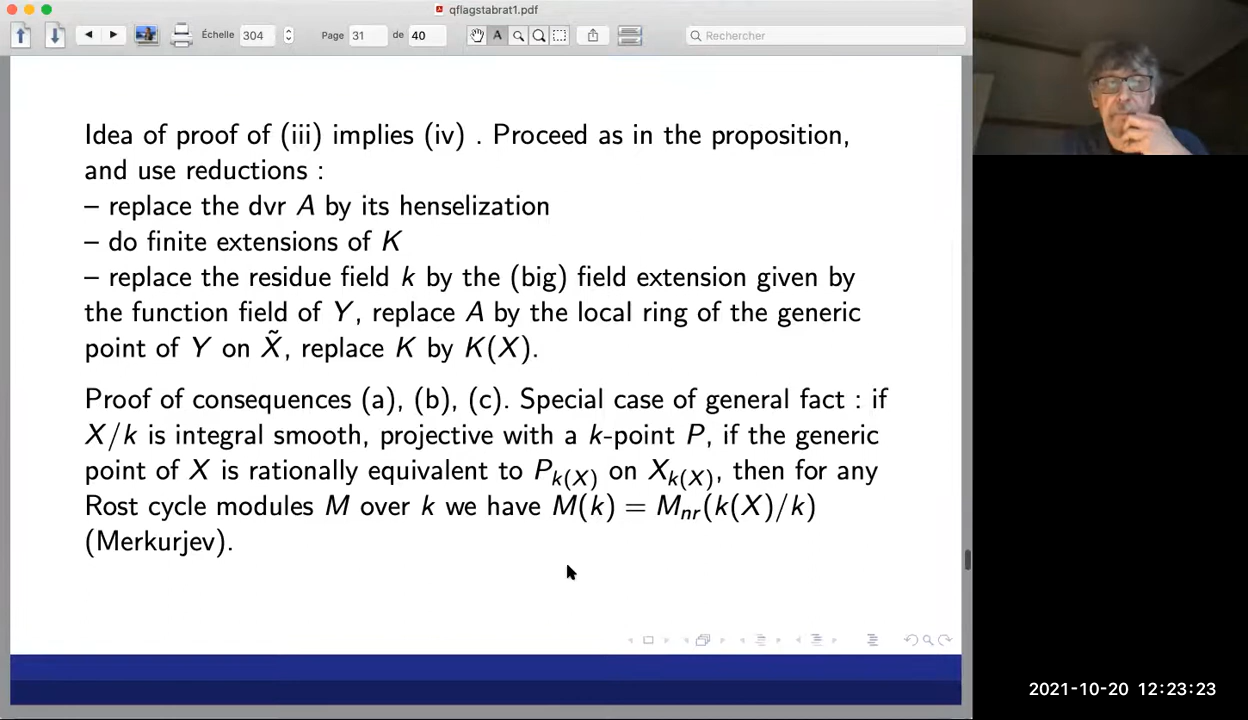 qflagstabrat1.pdf
Échelle 304 Page 31 de 40 A Rechercher
Idea of proof of (iii) implies (iv) . Proceed as in the proposition,
and use reductions :
– replace the dvr A by its henselization
– do finite extensions of K
– replace the residue field k by the (big) field extension given by
the function field of Y, replace A by the local ring of the generic
point of Y on X̃, replace K by K(X).
Proof of consequences (a), (b), (c). Special case of general fact : if
X/k is integral smooth, projective with a k-point P, if the generic
point of X is rationally equivalent to P_{k(X)} on X_{k(X)}, then for any
Rost cycle modules M over k we have M(k) = M_{nr}(k(X)/k)
(Merkurjev).
2021-10-20 12:23:23